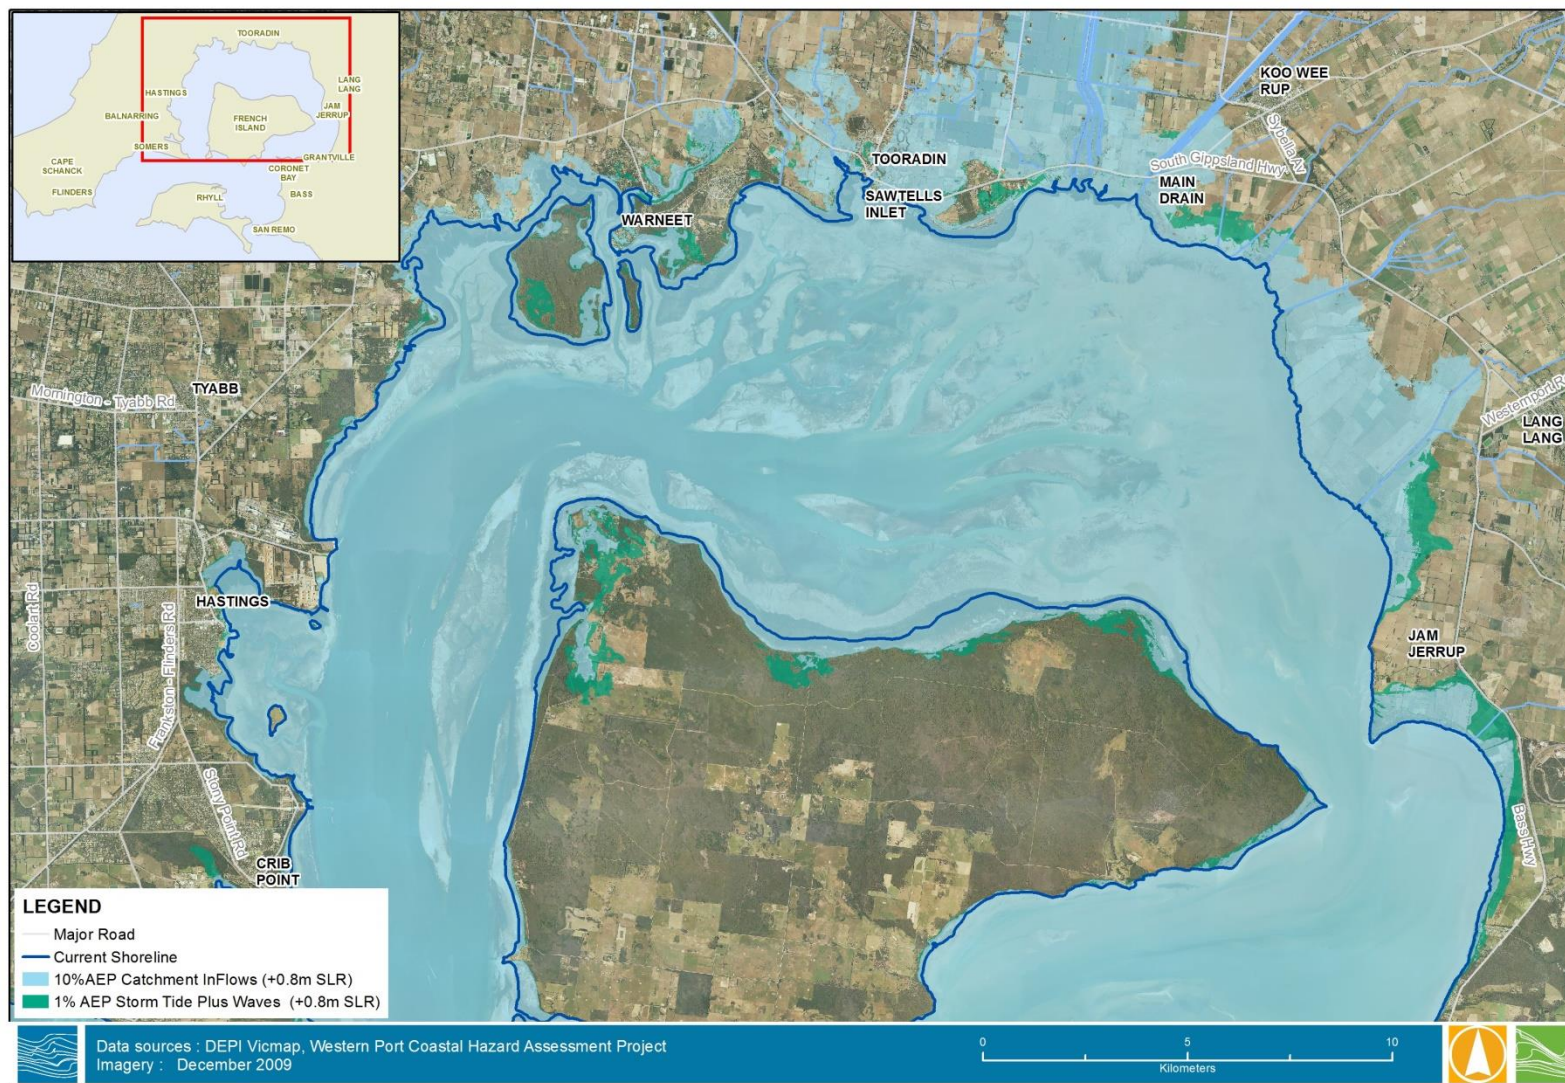 TOORADIN
LANG
LANG
HASTINGS
JAM
JERRUP
BALNARRING
FRENCH
ISLAND
SOMERS
GRANTVILLE
CAPE
SCHANCK
CORONET
BAY
FLINDERS
RHYLL
BASS
SAN REMO
KOO WEE
RUP
Sybella Av
TOORADIN
South Gippsland Hwy
MAIN
DRAIN
SAWTELLS
INLET
WARNEET
TYABB
Mornington - Tyabb Rd
Westernport Rd
LANG
LANG
HASTINGS
Coolart Rd
Frankston - Flinders Rd
JAM
JERRUP
Stony Point Rd
Bass Hwy
CRIB
POINT
LEGEND
Major Road
Current Shoreline
10%AEP Catchment InFlows (+0.8m SLR)
1% AEP Storm Tide Plus Waves (+0.8m SLR)
Data sources : DEPI Vicmap, Western Port Coastal Hazard Assessment Project
Imagery : December 2009
0 5 10
Kilometers